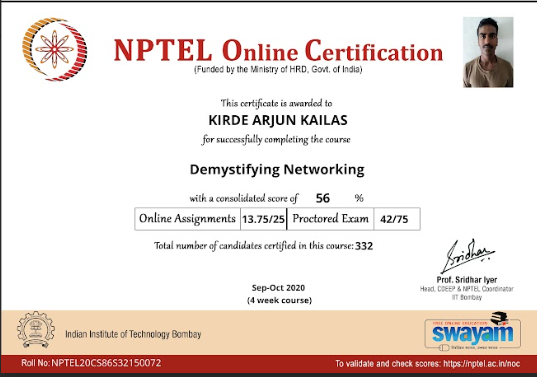 NPTEL Online Certification
(Funded by the Ministry of HRD, Govt. of India)
This certificate is awarded to
KIRDE ARJUN KAILAS
for successfully completing the course
Demystifying Networking
with a consolidated score of 56 %
Online Assignments 13.75/25 Proctored Exam 42/75
Total number of candidates certified in this course: 332
Sridhar
Prof. Sridhar Iyer
Head, CDEEP & NPTEL Coordinator
IIT Bombay
Sep-Oct 2020
(4 week course)
Indian Institute of Technology Bombay
FREE ONLINE EDUCATION
swayam
Roll No: NPTEL20CS86S32150072
To validate and check scores: https://nptel.ac.in/noc